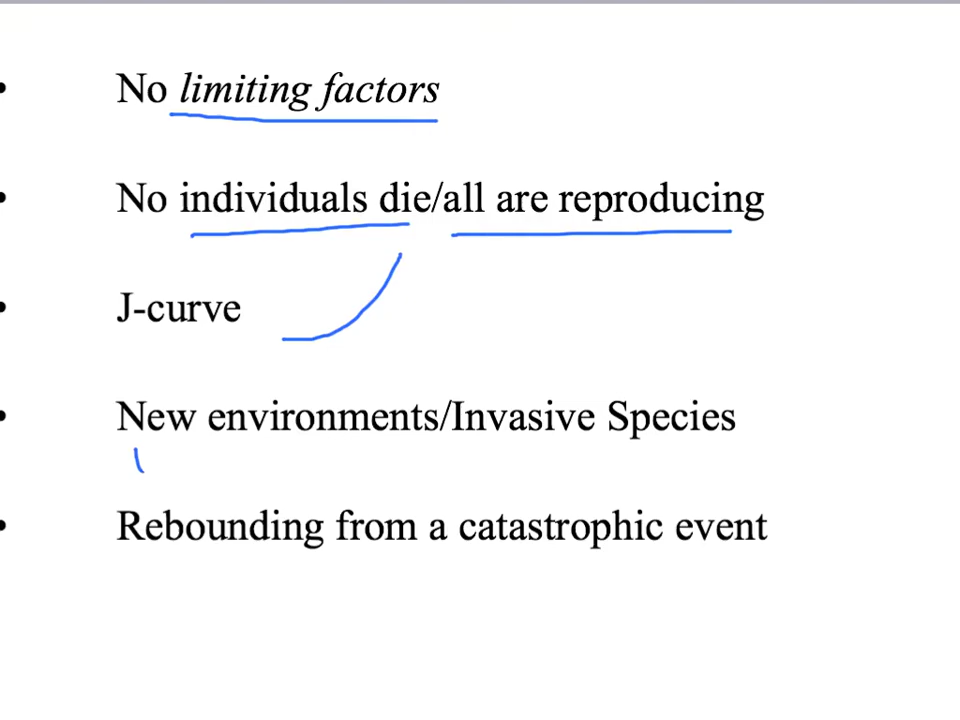 • No limiting factors
• No individuals die/all are reproducing
• J-curve
• New environments/Invasive Species
• Rebounding from a catastrophic event